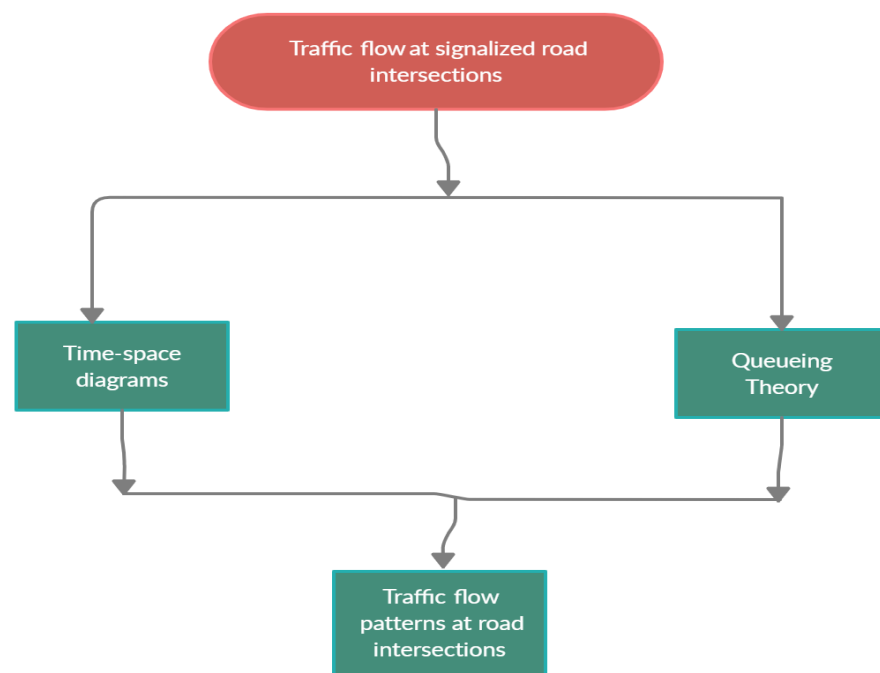 Traffic flow at signalized road
intersections
Time-space
diagrams
Queueing
Theory
Traffic flow
patterns at road
intersections